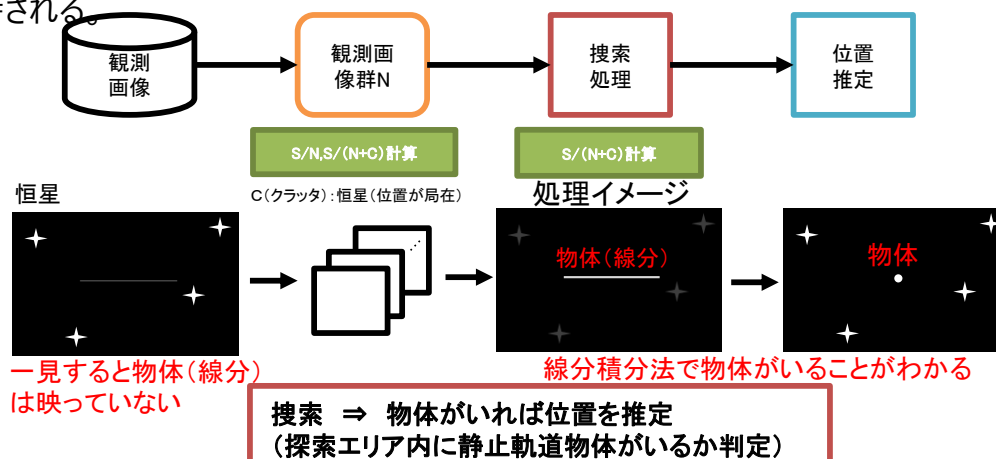 される。
観測
画像
観測画
像群N
捜索
処理
位置
推定
S/N,S/(N+C)計算
S/(N+C)計算
恒星
C(クラッタ):恒星(位置が局在)
処理イメージ
物体(線分)
物体
一見すると物体(線分)
は映っていない
線分積分法で物体がいることがわかる
捜索 ⇒ 物体がいれば位置を推定
(探索エリア内に静止軌道物体がいるか判定)